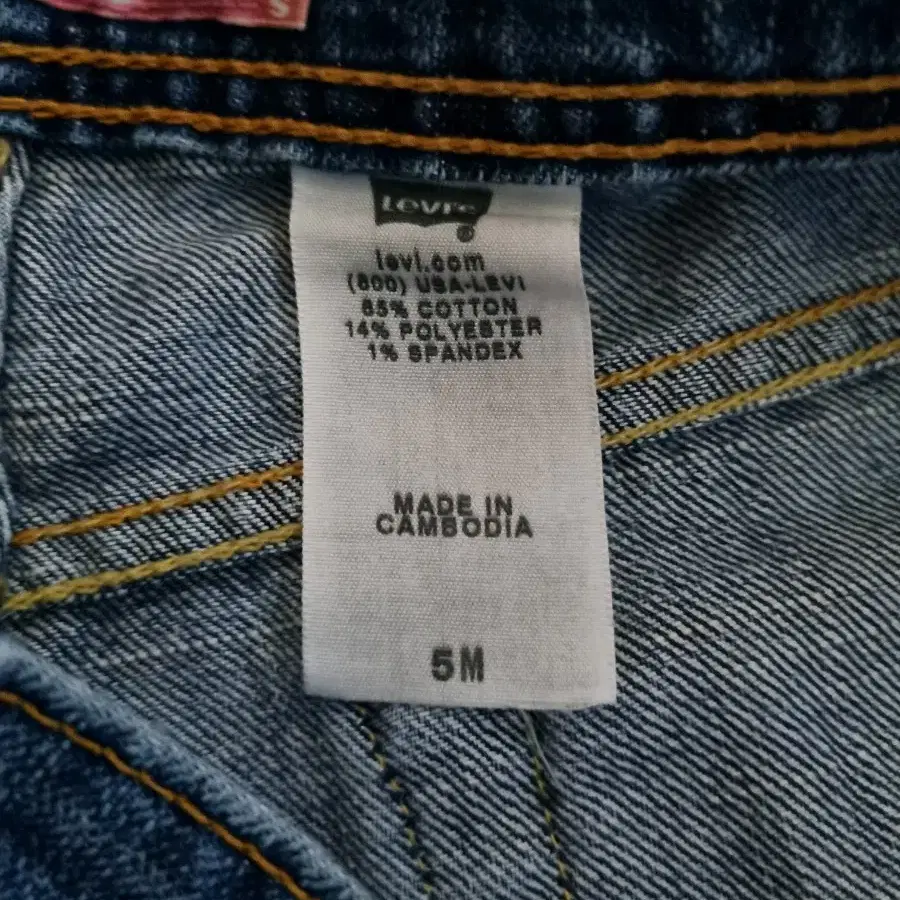 S
Levi's
®
levi.com
(800) USA-LEVI
85% COTTON
14% POLYESTER
1% SPANDEX
MADE IN
CAMBODIA
5M